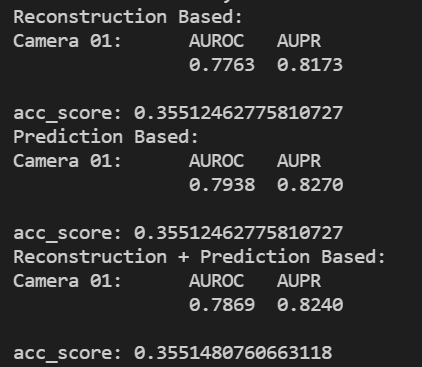 Reconstruction Based:
Camera 01: AUROC AUPR
0.7763 0.8173
acc_score: 0.35512462775810727
Prediction Based:
Camera 01: AUROC AUPR
0.7938 0.8270
acc_score: 0.35512462775810727
Reconstruction + Prediction Based:
Camera 01: AUROC AUPR
0.7869 0.8240
acc_score: 0.3551480760663118